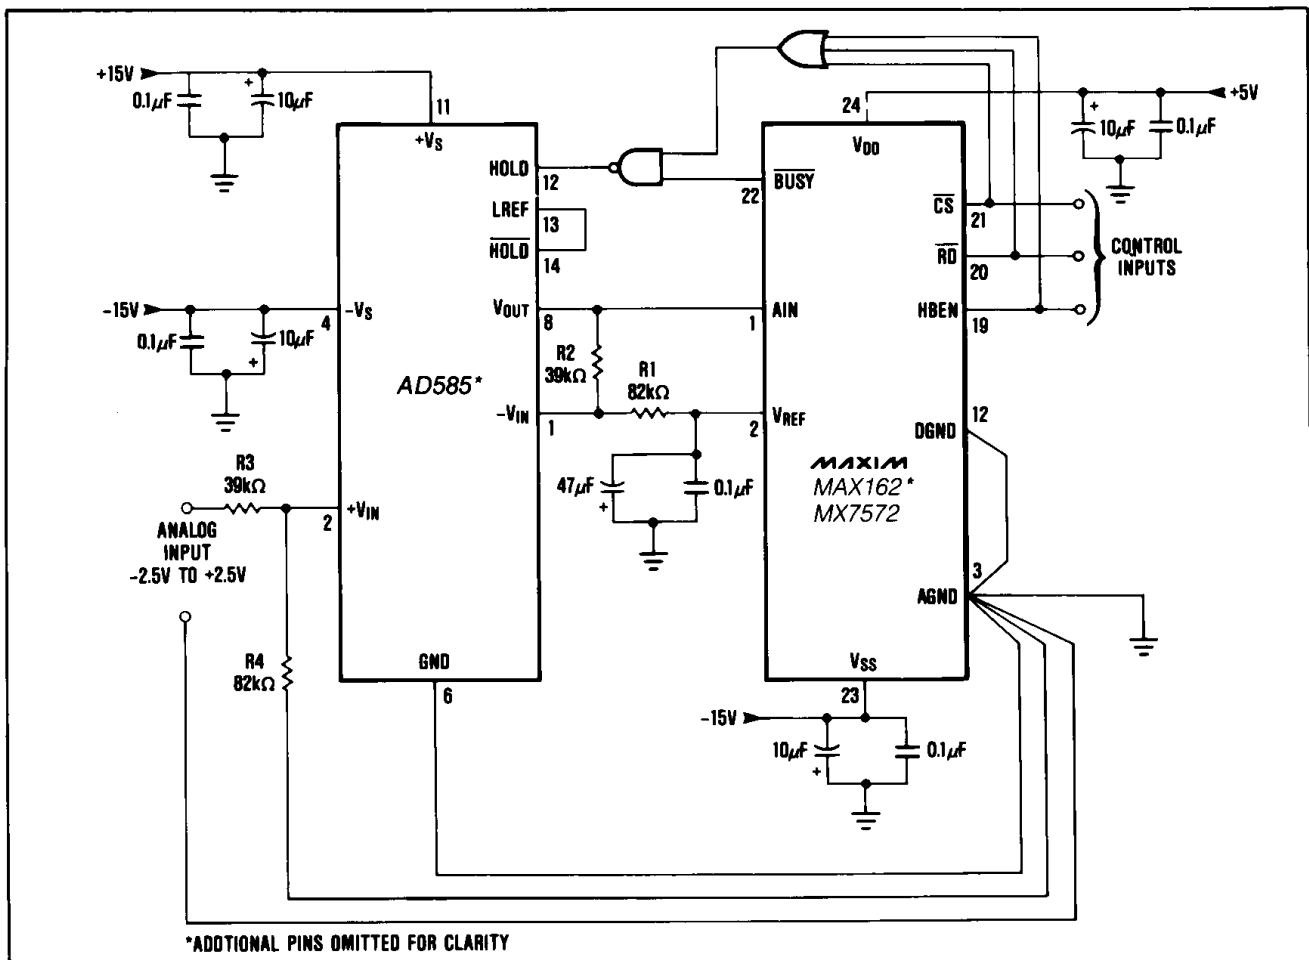 +15V
0.1μF
+
10μF
11
+VS
HOLD
12
LREF
13
H̅O̅L̅D̅
14
-15V
4
-VS
0.1μF
10μF
+
VOUT
8
AD585*
-VIN
1
R2
39kΩ
R1
82kΩ
R3
39kΩ
2
+VIN
ANALOG
INPUT
-2.5V TO +2.5V
R4
82kΩ
GND
6
47μF
+
0.1μF
24
VDD
+5V
+
10μF
0.1μF
22
B̅U̅S̅Y̅
C̅S̅
21
R̅D̅
20
HBEN
19
CONTROL
INPUTS
1
AIN
2
VREF
12
DGND
MAXIM
MAX162*
MX7572
3
AGND
VSS
23
-15V
10μF
+
0.1μF
*ADDTIONAL PINS OMITTED FOR CLARITY